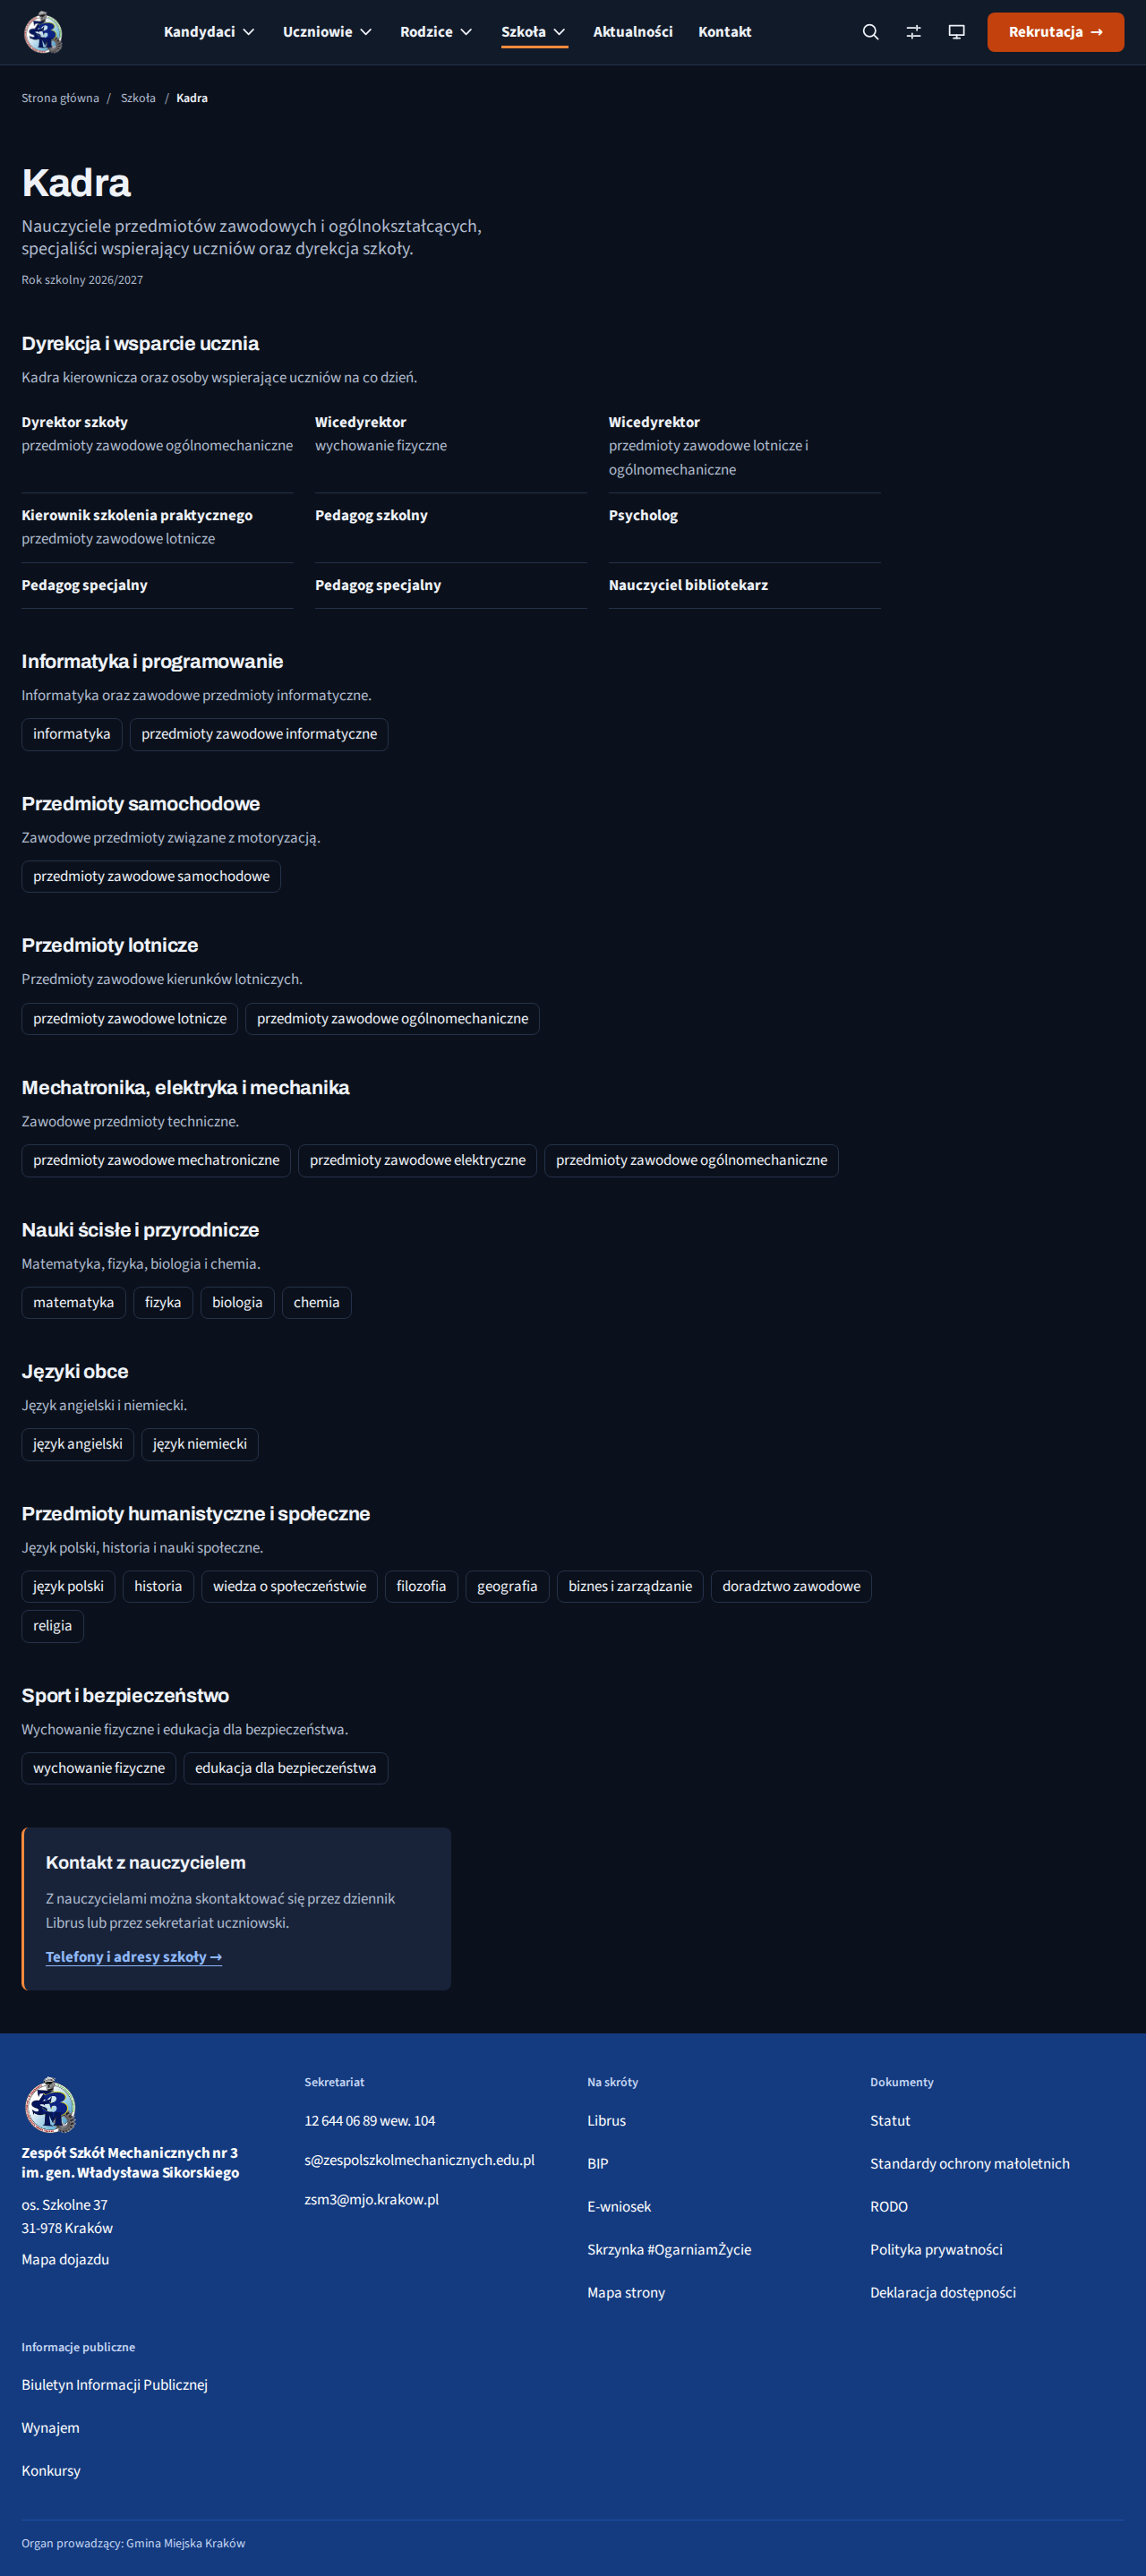 Kandydaci
Uczniowie
Rodzice
Szkoła
Aktualności
Kontakt
Rekrutacja →
Strona główna / Szkoła / Kadra
Kadra
Nauczyciele przedmiotów zawodowych i ogólnokształcących,
specjaliści wspierający uczniów oraz dyrekcja szkoły.
Rok szkolny 2026/2027
Dyrekcja i wsparcie ucznia
Kadra kierownicza oraz osoby wspierające uczniów na co dzień.
Dyrektor szkoły
przedmioty zawodowe ogólnomechaniczne
Wicedyrektor
wychowanie fizyczne
Wicedyrektor
przedmioty zawodowe lotnicze i
ogólnomechaniczne
Kierownik szkolenia praktycznego
przedmioty zawodowe lotnicze
Pedagog szkolny
Psycholog
Pedagog specjalny
Pedagog specjalny
Nauczyciel bibliotekarz
Informatyka i programowanie
Informatyka oraz zawodowe przedmioty informatyczne.
informatyka
przedmioty zawodowe informatyczne
Przedmioty samochodowe
Zawodowe przedmioty związane z motoryzacją.
przedmioty zawodowe samochodowe
Przedmioty lotnicze
Przedmioty zawodowe kierunków lotniczych.
przedmioty zawodowe lotnicze
przedmioty zawodowe ogólnomechaniczne
Mechatronika, elektryka i mechanika
Zawodowe przedmioty techniczne.
przedmioty zawodowe mechatroniczne
przedmioty zawodowe elektryczne
przedmioty zawodowe ogólnomechaniczne
Nauki ścisłe i przyrodnicze
Matematyka, fizyka, biologia i chemia.
matematyka
fizyka
biologia
chemia
Języki obce
Język angielski i niemiecki.
język angielski
język niemiecki
Przedmioty humanistyczne i społeczne
Język polski, historia i nauki społeczne.
język polski
historia
wiedza o społeczeństwie
filozofia
geografia
biznes i zarządzanie
doradztwo zawodowe
religia
Sport i bezpieczeństwo
Wychowanie fizyczne i edukacja dla bezpieczeństwa.
wychowanie fizyczne
edukacja dla bezpieczeństwa
Kontakt z nauczycielem
Z nauczycielami można skontaktować się przez dziennik
Librus lub przez sekretariat uczniowski.
Telefony i adresy szkoły →
Zespół Szkół Mechanicznych nr 3
im. gen. Władysława Sikorskiego
os. Szkolne 37
31-978 Kraków
Mapa dojazdu
Sekretariat
12 644 06 89 wew. 104
s@zespolszkolmechanicznych.edu.pl
zsm3@mjo.krakow.pl
Na skróty
Librus
BIP
E-wniosek
Skrzynka #OgarniamŻycie
Mapa strony
Dokumenty
Statut
Standardy ochrony małoletnich
RODO
Polityka prywatności
Deklaracja dostępności
Informacje publiczne
Biuletyn Informacji Publicznej
Wynajem
Konkursy
Organ prowadzący: Gmina Miejska Kraków